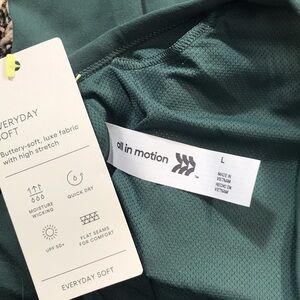 EVERYDAY
SOFT
Buttery-soft, luxe fabric
with high stretch
MOISTURE
WICKING
QUICK DRY
UPF 50+
FLAT SEAMS
FOR COMFORT
EVERYDAY SOFT
all in motion
TM
L
MADE IN
VIETNAM
HECHO EN
VIETNAM